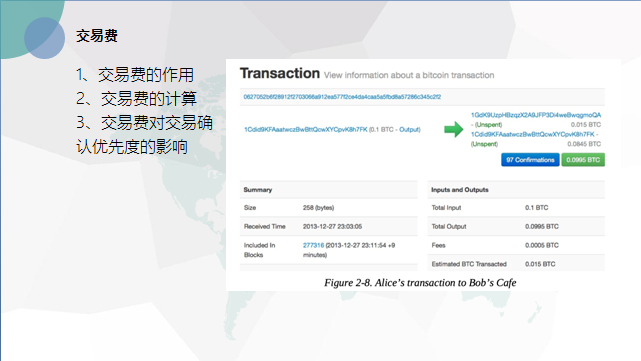 交易费
1、交易费的作用
2、交易费的计算
3、交易费对交易确
认优先度的影响
Transaction View information about a bitcoin transaction
1Cdid9KFAaatwczBwBttQcwXYCpvK8h7FK (0.1 BTC - Output)
1GdK9UzpHBzqzX2A9JFP3Di4weBwqgmoQA
- (Unspent) 0.015 BTC
1Cdid9KFAaatwczBwBttQcwXYCpvK8h7FK -
(Unspent) 0.0845 BTC
97 Confirmations 0.0995 BTC
Summary
Size 258 (bytes)
Received Time 2013-12-27 23:03:05
Included In 277316 (2013-12-27 23:11:54 +9
Blocks minutes)
Inputs and Outputs
Total Input 0.1 BTC
Total Output 0.0995 BTC
Fees 0.0005 BTC
Estimated BTC Transacted 0.015 BTC
Figure 2-8. Alice's transaction to Bob's Cafe